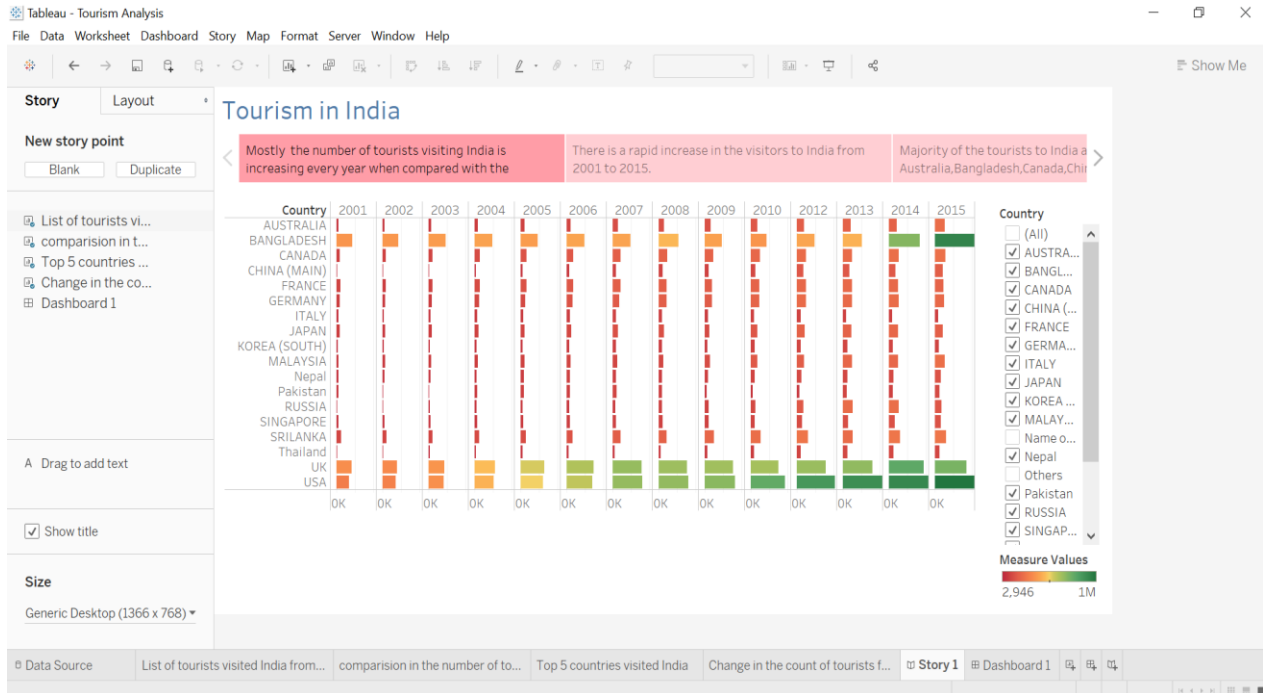 Tableau - Tourism Analysis
File Data Worksheet Dashboard Story Map Format Server Window Help
Show Me
Story Layout
New story point
Blank Duplicate
List of tourists vi...
comparision in t...
Top 5 countries ...
Change in the co...
Dashboard 1
A Drag to add text
Show title
Size
Generic Desktop (1366 x 768)
Tourism in India
Mostly the number of tourists visiting India is
increasing every year when compared with the
There is a rapid increase in the visitors to India from
2001 to 2015.
Majority of the tourists to India a
Australia,Bangladesh,Canada,Chi
Country 2001 2002 2003 2004 2005 2006 2007 2008 2009 2010 2012 2013 2014 2015
AUSTRALIA
BANGLADESH
CANADA
CHINA (MAIN)
FRANCE
GERMANY
ITALY
JAPAN
KOREA (SOUTH)
MALAYSIA
Nepal
Pakistan
RUSSIA
SINGAPORE
SRILANKA
Thailand
UK
USA
0K 0K 0K 0K 0K 0K 0K 0K 0K 0K 0K 0K 0K 0K
Country
(All)
AUSTRA...
BANGL...
CANADA
CHINA (...
FRANCE
GERMA...
ITALY
JAPAN
KOREA ...
MALAY...
Name o...
Nepal
Others
Pakistan
RUSSIA
SINGAP...
Measure Values
2,946 1M
Data Source List of tourists visited India from... comparision in the number of to... Top 5 countries visited India Change in the count of tourists f... Story 1 Dashboard 1